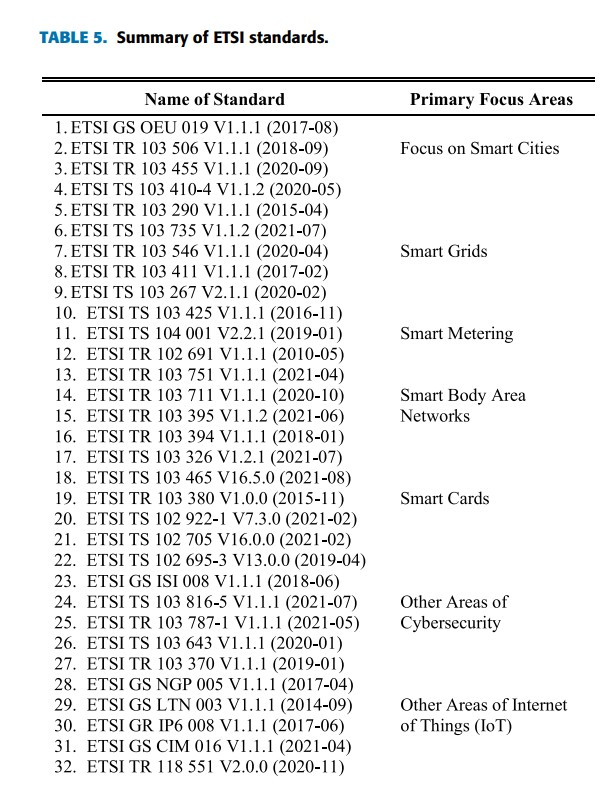 TABLE 5. Summary of ETSI standards.
Name of Standard Primary Focus Areas
1. ETSI GS OEU 019 V1.1.1 (2017-08)
2. ETSI TR 103 506 V1.1.1 (2018-09) Focus on Smart Cities
3. ETSI TR 103 455 V1.1.1 (2020-09)
4. ETSI TS 103 410-4 V1.1.2 (2020-05)
5. ETSI TR 103 290 V1.1.1 (2015-04)
6. ETSI TS 103 735 V1.1.2 (2021-07)
7. ETSI TR 103 546 V1.1.1 (2020-04) Smart Grids
8. ETSI TR 103 411 V1.1.1 (2017-02)
9. ETSI TS 103 267 V2.1.1 (2020-02)
10. ETSI TS 103 425 V1.1.1 (2016-11)
11. ETSI TS 104 001 V2.2.1 (2019-01) Smart Metering
12. ETSI TR 102 691 V1.1.1 (2010-05)
13. ETSI TR 103 751 V1.1.1 (2021-04)
14. ETSI TR 103 711 V1.1.1 (2020-10) Smart Body Area
15. ETSI TR 103 395 V1.1.2 (2021-06) Networks
16. ETSI TR 103 394 V1.1.1 (2018-01)
17. ETSI TS 103 326 V1.2.1 (2021-07)
18. ETSI TS 103 465 V16.5.0 (2021-08)
19. ETSI TR 103 380 V1.0.0 (2015-11) Smart Cards
20. ETSI TS 102 922-1 V7.3.0 (2021-02)
21. ETSI TS 102 705 V16.0.0 (2021-02)
22. ETSI TS 102 695-3 V13.0.0 (2019-04)
23. ETSI GS ISI 008 V1.1.1 (2018-06)
24. ETSI TS 103 816-5 V1.1.1 (2021-07) Other Areas of
25. ETSI TR 103 787-1 V1.1.1 (2021-05) Cybersecurity
26. ETSI TS 103 643 V1.1.1 (2020-01)
27. ETSI TR 103 370 V1.1.1 (2019-01)
28. ETSI GS NGP 005 V1.1.1 (2017-04)
29. ETSI GS LTN 003 V1.1.1 (2014-09) Other Areas of Internet
30. ETSI GR IP6 008 V1.1.1 (2017-06) of Things (IoT)
31. ETSI GS CIM 016 V1.1.1 (2021-04)
32. ETSI TR 118 551 V2.0.0 (2020-11)